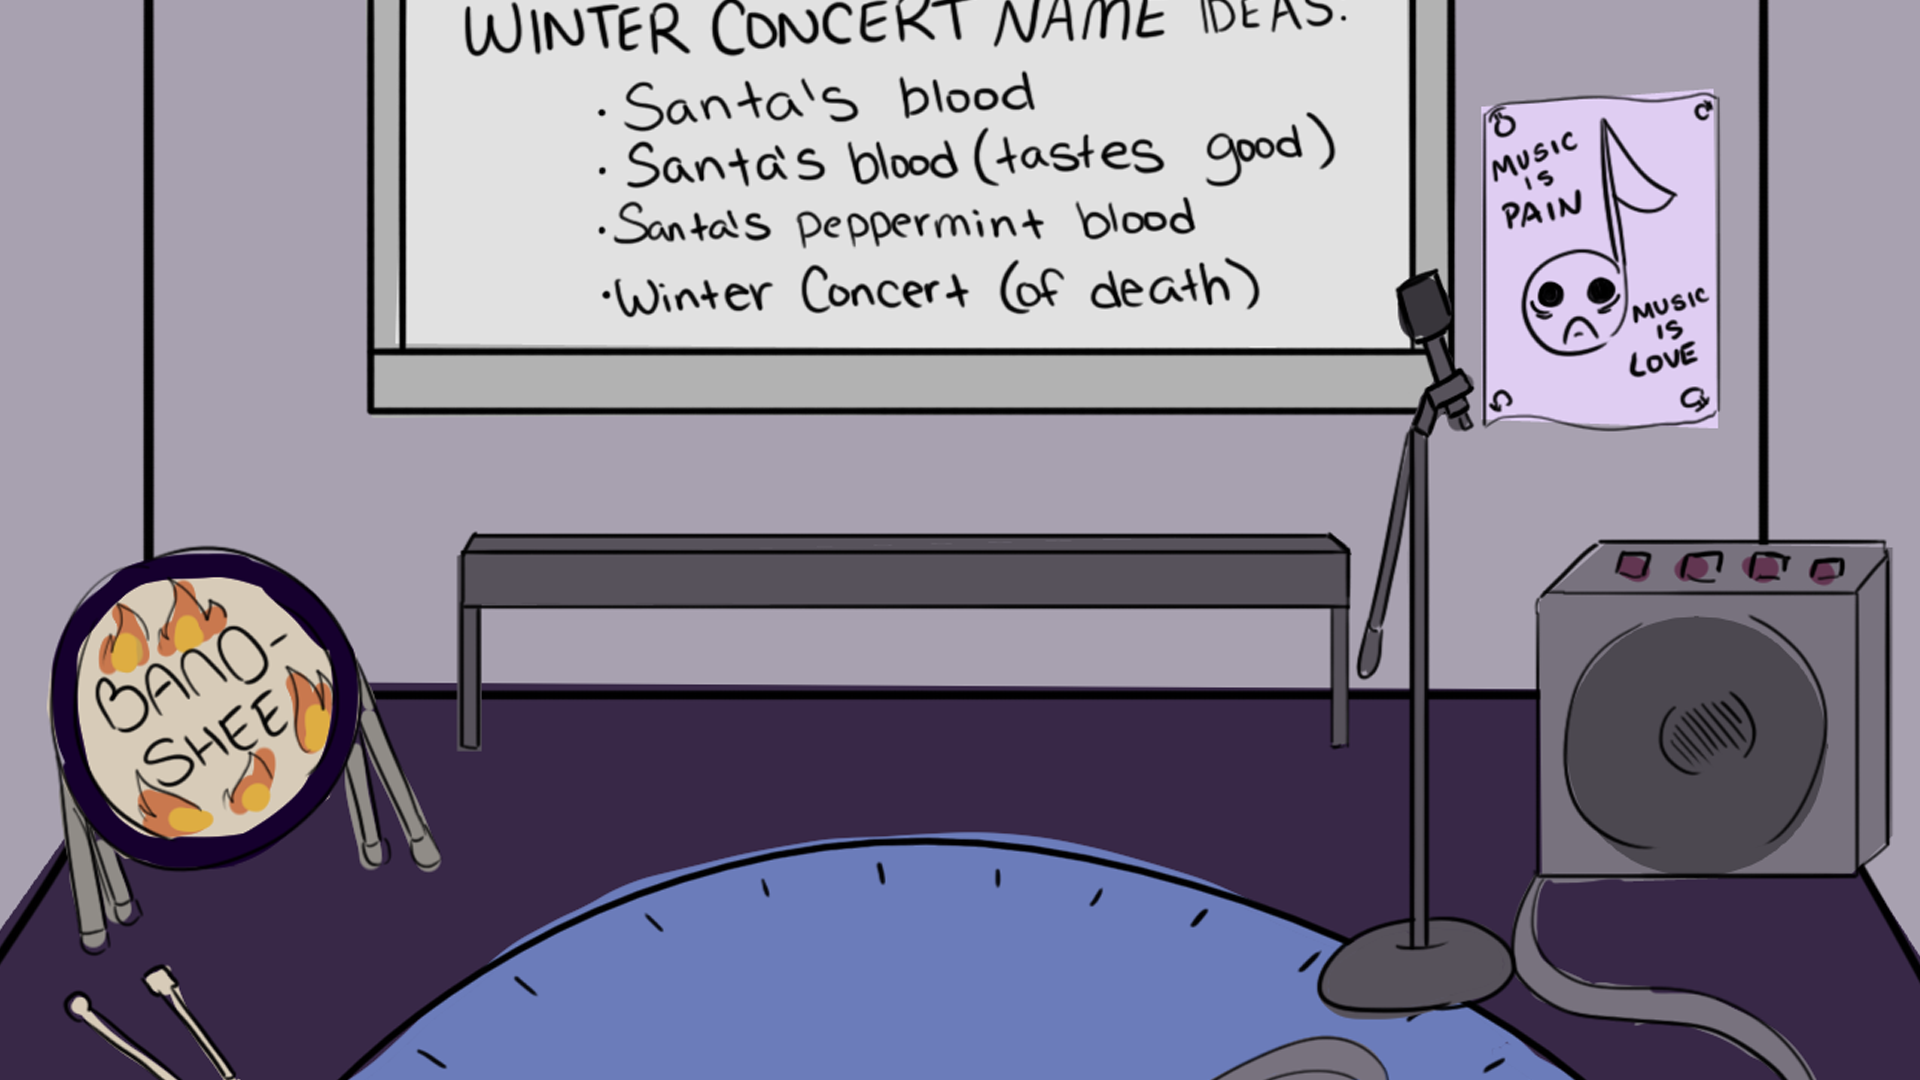 WINTER CONCERT NAME IDEAS:
· Santa's blood
· Santa's blood (tastes good)
· Santa's peppermint blood
· Winter Concert (of death)
MUSIC
IS
PAIN
MUSIC
IS
LOVE
BAND-
SHEE